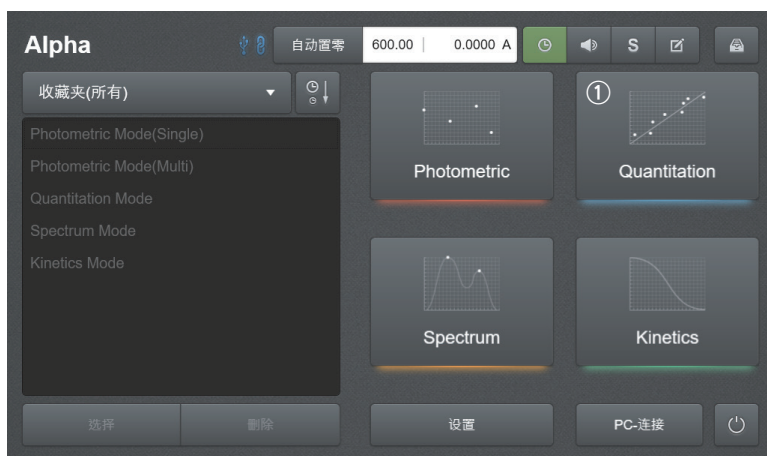 Alpha
自动置零
600.00
0.0000 A
S
收藏夹(所有)
Photometric Mode(Single)
Photometric Mode(Multi)
Quantitation Mode
Spectrum Mode
Kinetics Mode
选择
删除
Photometric
①
Quantitation
Spectrum
Kinetics
设置
PC-连接